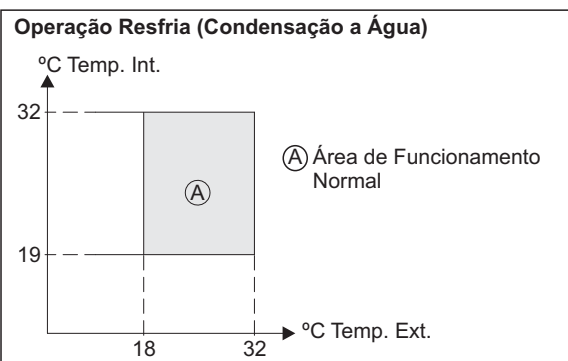 Operação Resfria (Condensação a Água)
ºC Temp. Int.
32
A
A Área de Funcionamento
Normal
19
ºC Temp. Ext.
18 32